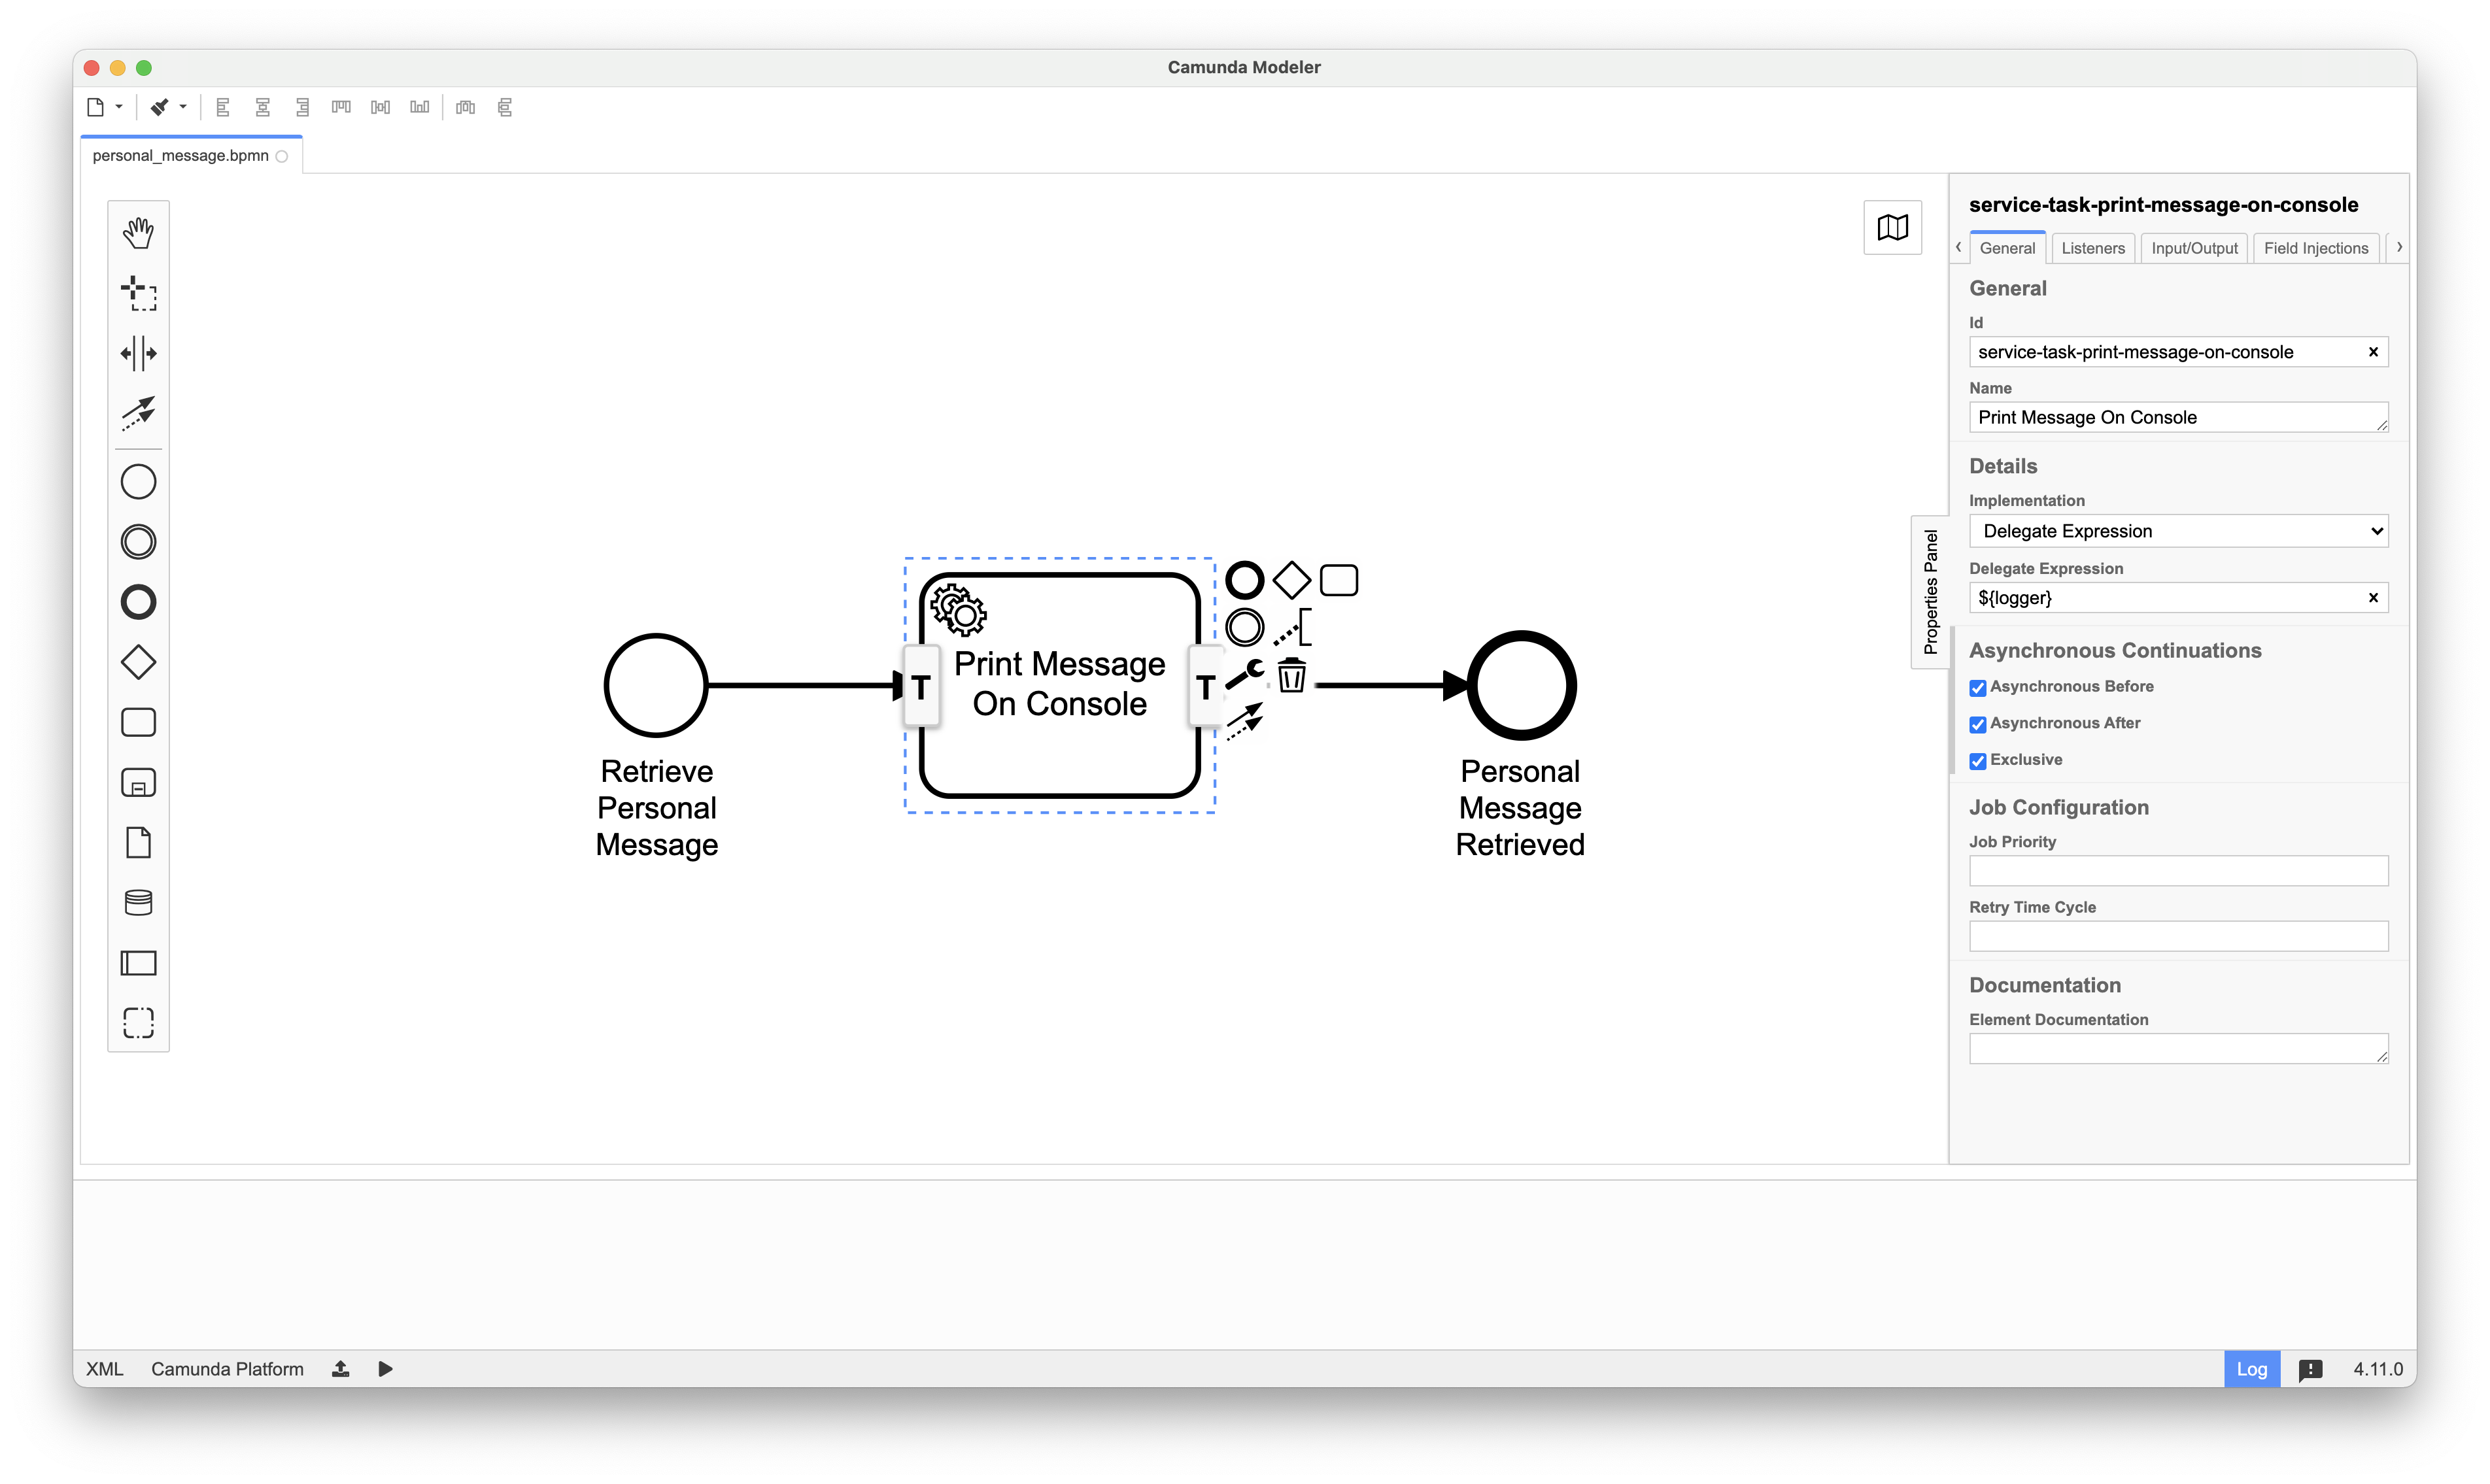 Camunda Modeler
personal_message.bpmn
service-task-print-message-on-console
General
Listeners
Input/Output
Field Injections
General
Id
service-task-print-message-on-console
Name
Print Message On Console
Details
Implementation
Delegate Expression
Delegate Expression
${logger}
Asynchronous Continuations
Asynchronous Before
Asynchronous After
Exclusive
Job Configuration
Job Priority
Retry Time Cycle
Documentation
Element Documentation
Properties Panel
T
Print Message
On Console
T
Retrieve
Personal
Message
Personal
Message
Retrieved
XML
Camunda Platform
Log
4.11.0